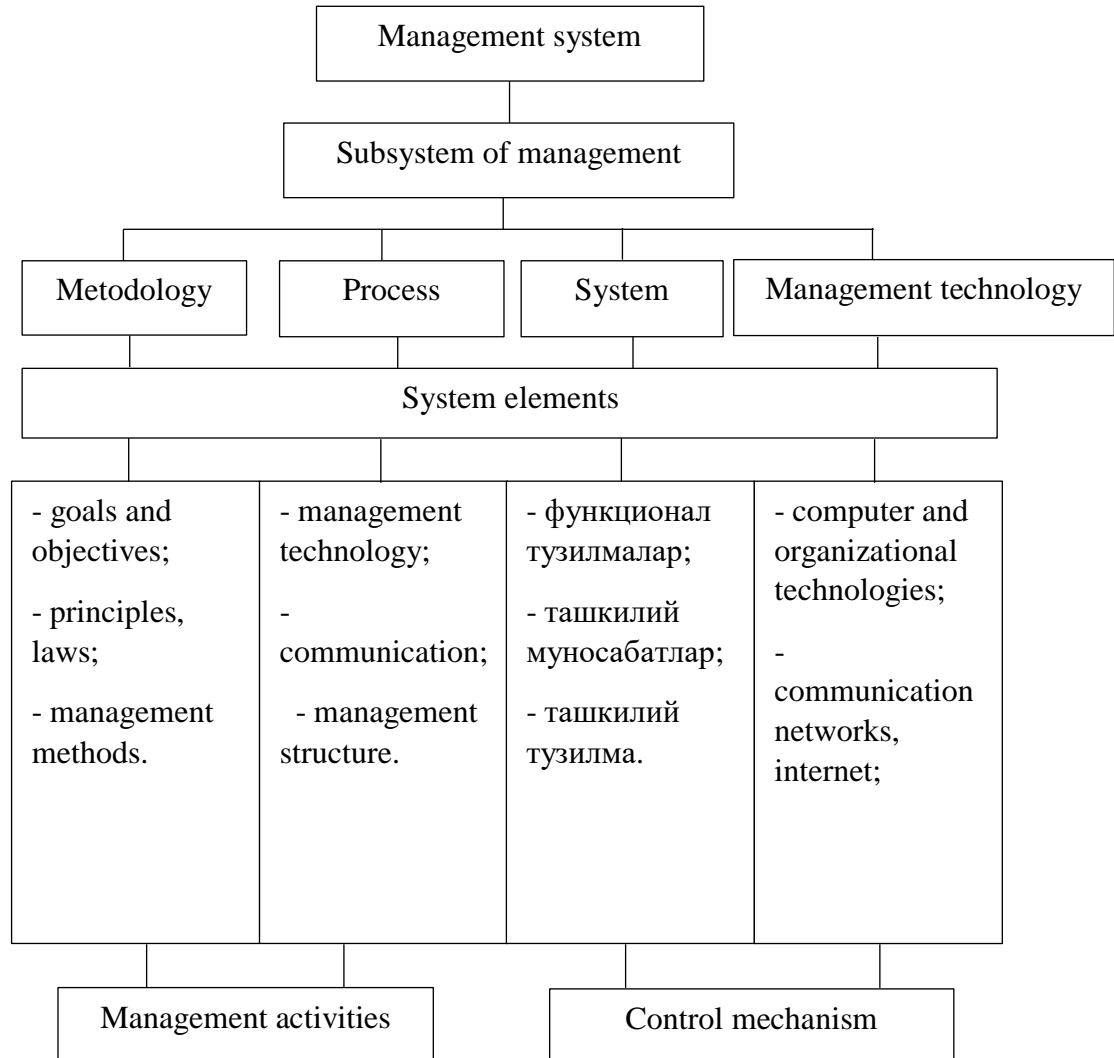 Management system
Subsystem of management
Metodology
Process
System
Management technology
System elements
- goals and
objectives;
- principles,
laws;
- management
methods.
- management
technology;
-
communication;
- management
structure.
- функционал
тузилмалар;
- ташкилий
муносабатлар;
- ташкилий
тузилма.
- computer and
organizational
technologies;
-
communication
networks,
internet;
Management activities
Control mechanism